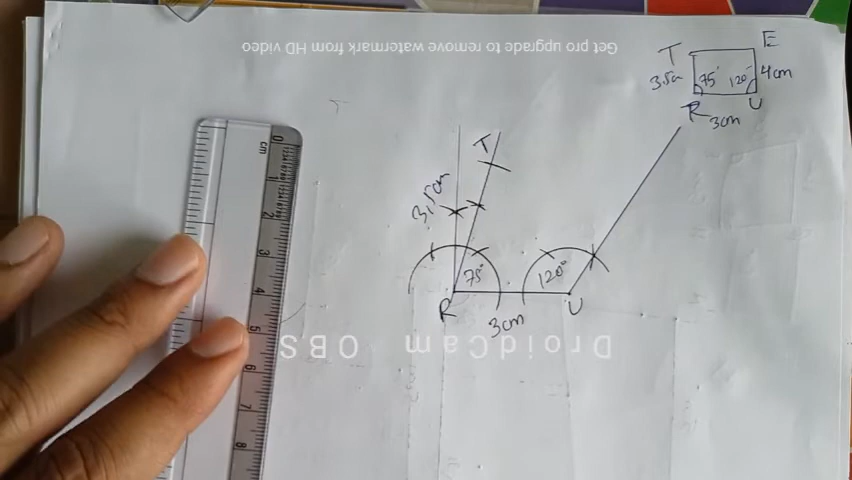 Get pro upgrade to remove watermark from HD video
T E
3.5cm 75° 120° 4cm
R U
3cm
T
3.5cm
75° 120°
R U
3cm
DroidCam OBS
0
cm
1
2
3
4
5
6
7
8